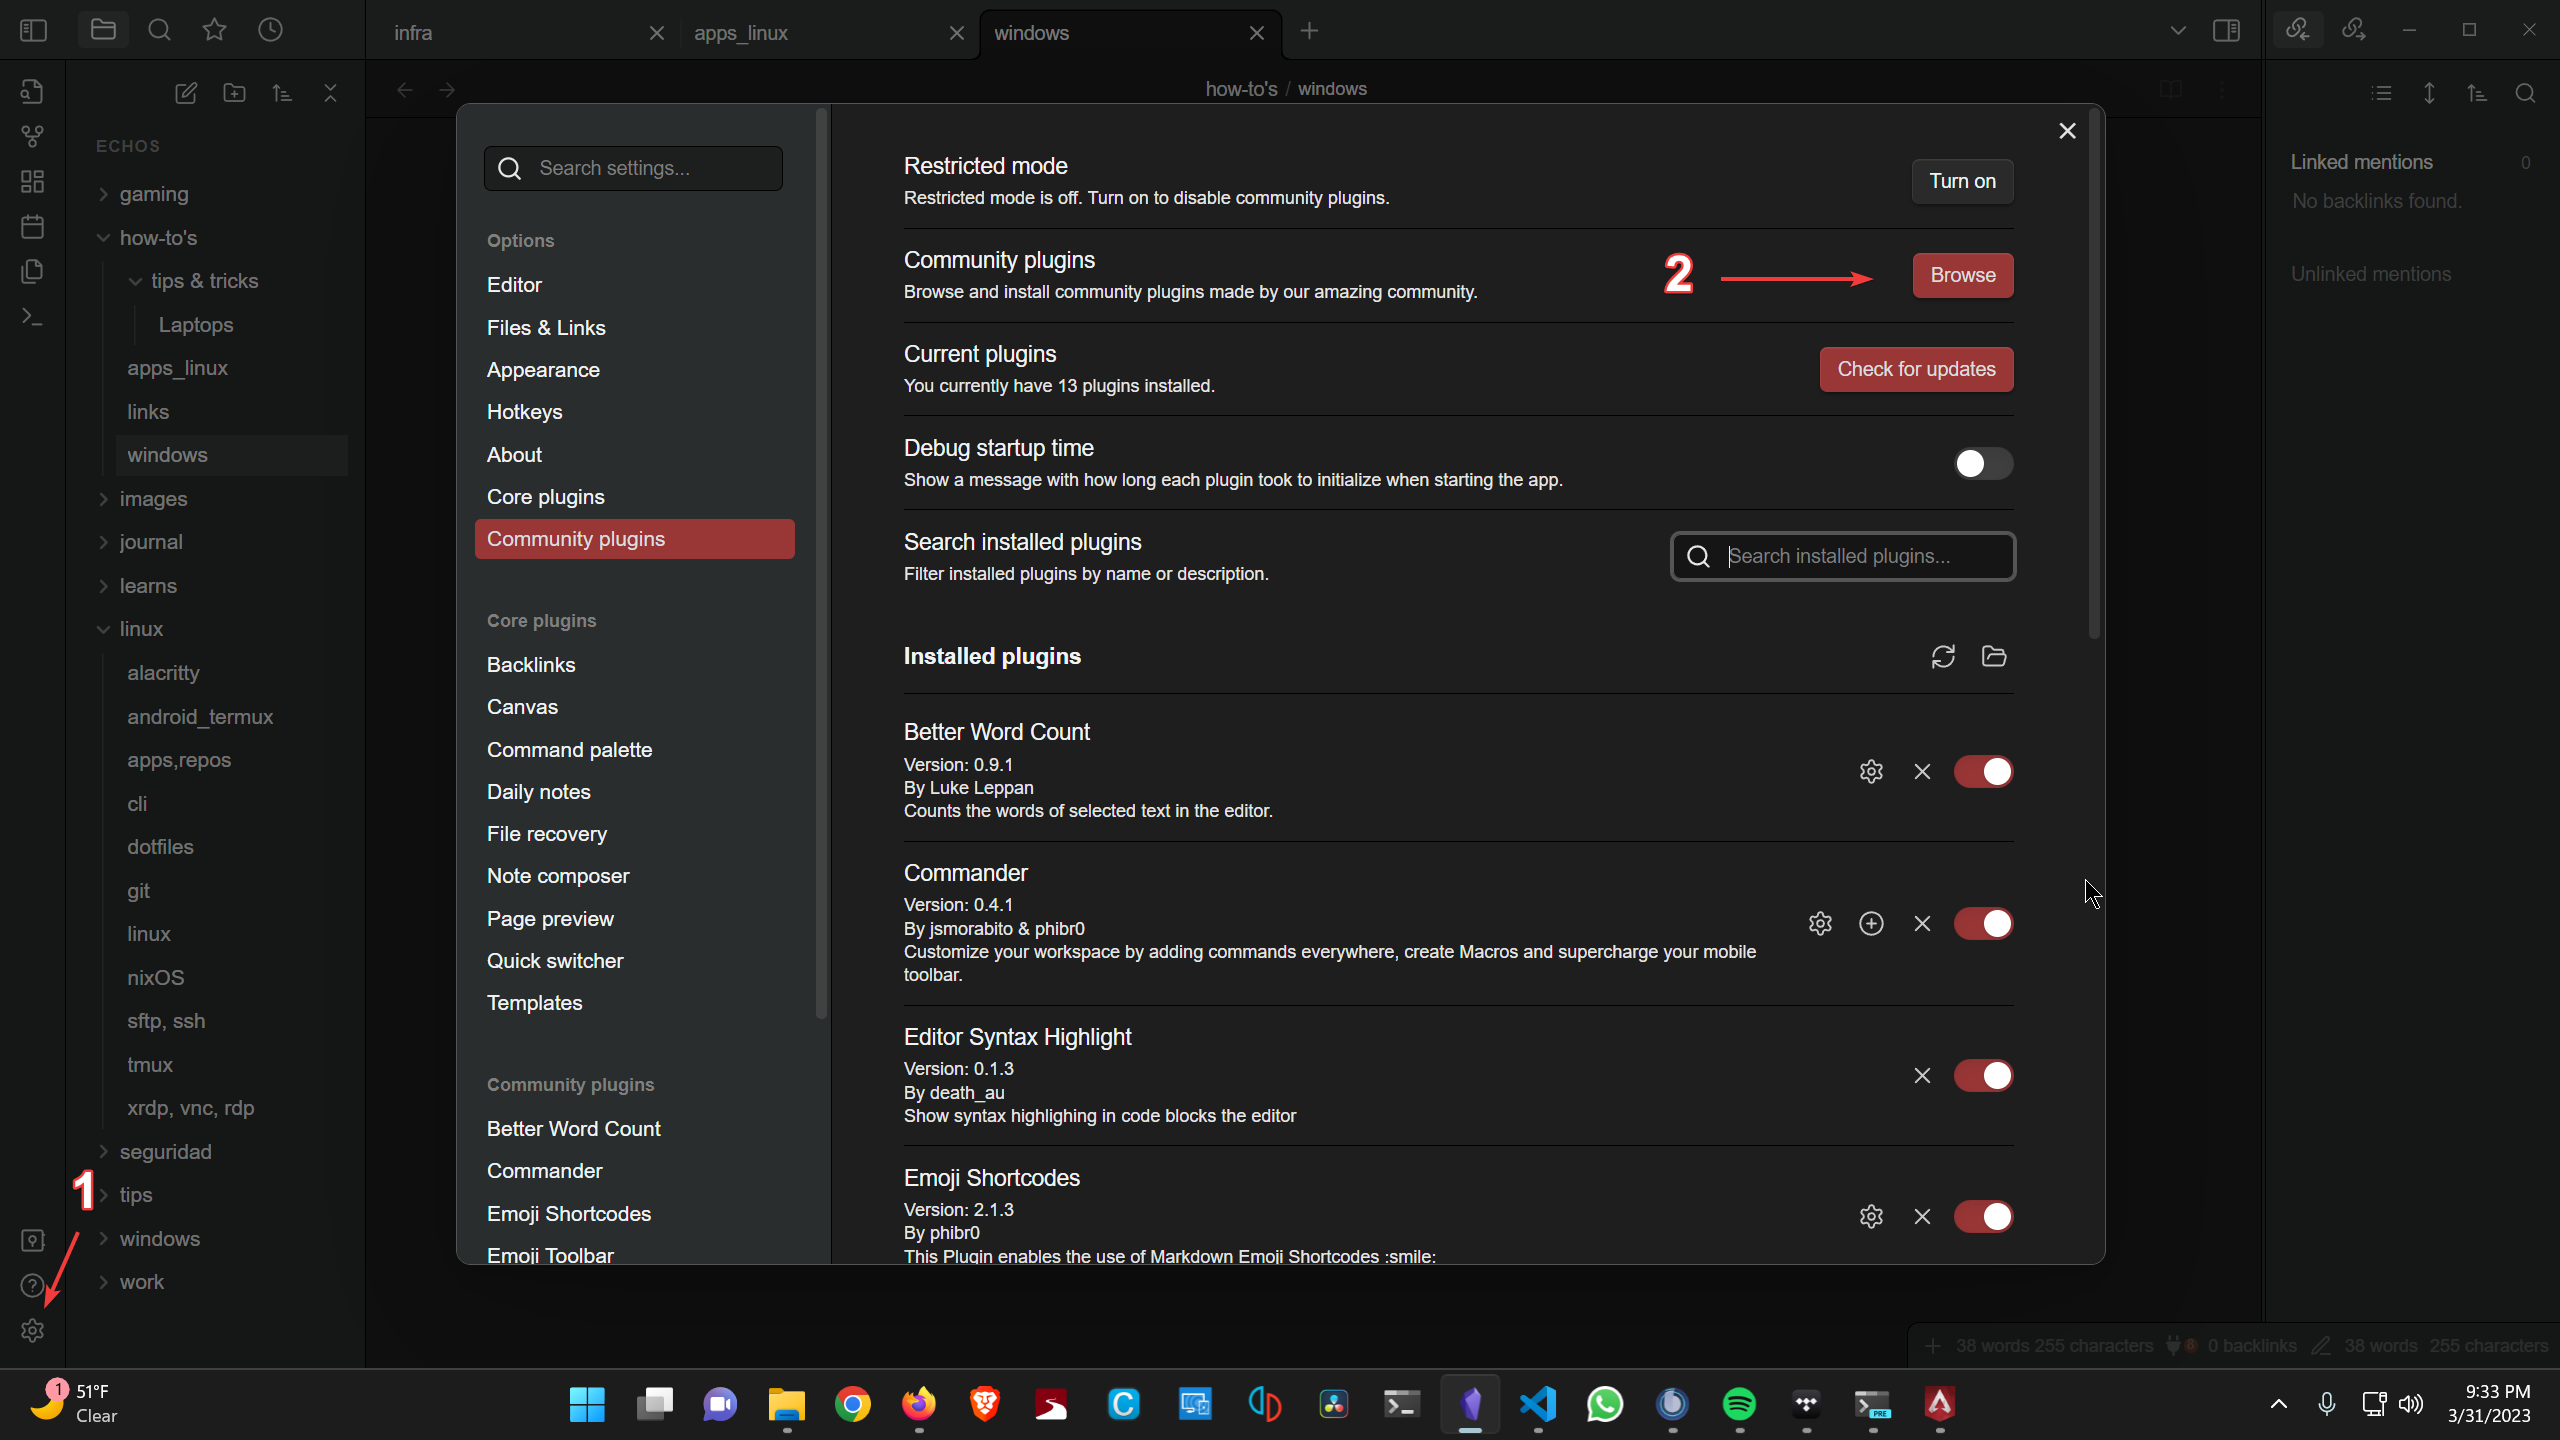 infra
apps_linux
windows
how-to's / windows
ECHOS
gaming
how-to's
tips & tricks
Laptops
apps_linux
links
windows
images
journal
learns
linux
alacritty
android_termux
apps,repos
cli
dotfiles
git
linux
nixOS
sftp, ssh
tmux
xrdp, vnc, rdp
seguridad
1
tips
windows
work
Search settings...
Options
Editor
Files & Links
Appearance
Hotkeys
About
Core plugins
Community plugins
Core plugins
Backlinks
Canvas
Command palette
Daily notes
File recovery
Note composer
Page preview
Quick switcher
Templates
Community plugins
Better Word Count
Commander
Emoji Shortcodes
Emoji Toolbar
Restricted mode
Restricted mode is off. Turn on to disable community plugins.
Turn on
Community plugins
Browse and install community plugins made by our amazing community.
2
Browse
Current plugins
You currently have 13 plugins installed.
Check for updates
Debug startup time
Show a message with how long each plugin took to initialize when starting the app.
Search installed plugins
Filter installed plugins by name or description.
Search installed plugins...
Installed plugins
Better Word Count
Version: 0.9.1
By Luke Leppan
Counts the words of selected text in the editor.
Commander
Version: 0.4.1
By jsmorabito & phibr0
Customize your workspace by adding commands everywhere, create Macros and supercharge your mobile
toolbar.
Editor Syntax Highlight
Version: 0.1.3
By death_au
Show syntax highlighing in code blocks the editor
Emoji Shortcodes
Version: 2.1.3
By phibr0
This Plugin enables the use of Markdown Emoji Shortcodes :smile:
Linked mentions 0
No backlinks found.
Unlinked mentions
38 words 255 characters 8 0 backlinks 38 words 255 characters
1
51°F
Clear
C
PRE
9:33 PM
3/31/2023